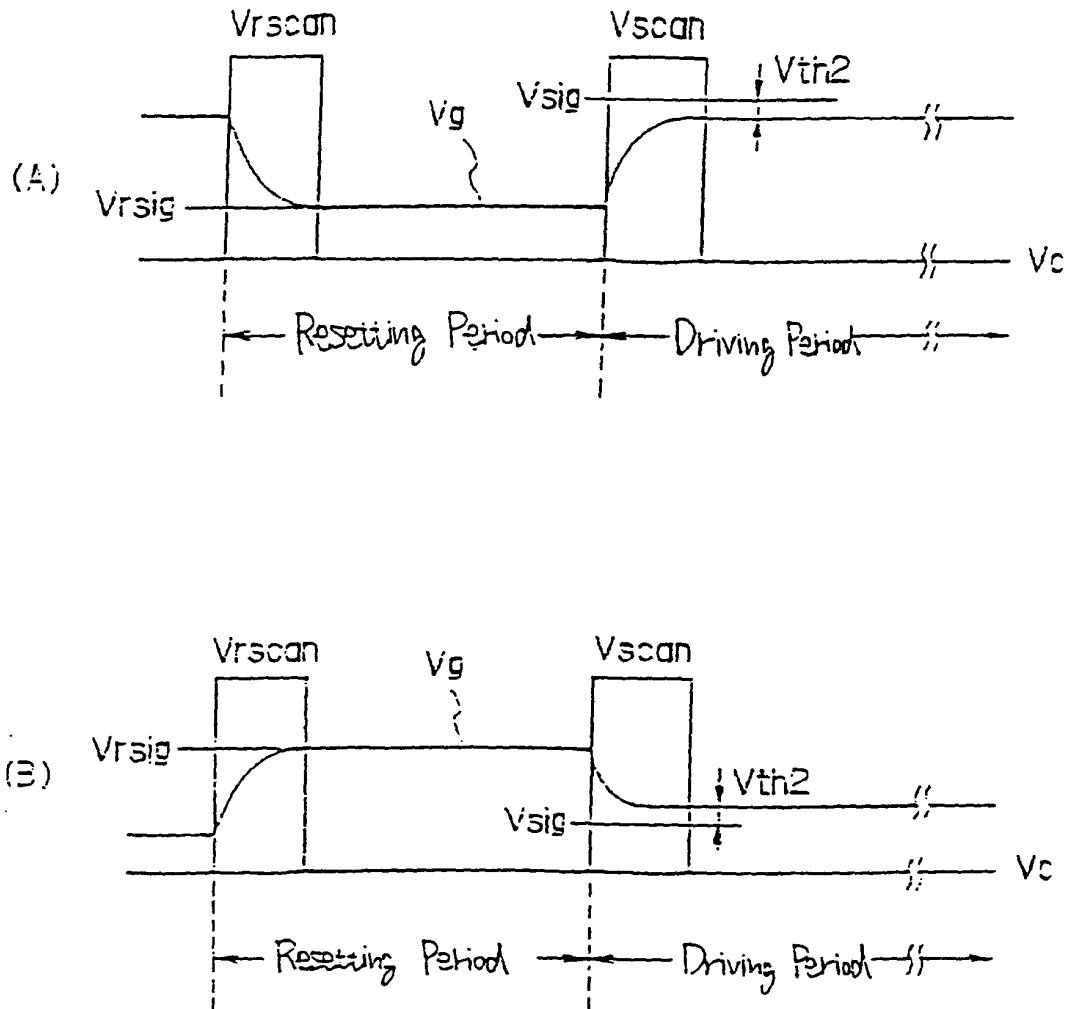 Vrscan
Vscan
Vth2
Vsig
Vg
(A)
Vrsig
Vc
Resetting Period
Driving Period
Vrscan
Vscan
Vg
Vrsig
(B)
Vth2
Vsig
Vc
Resetting Period
Driving Period